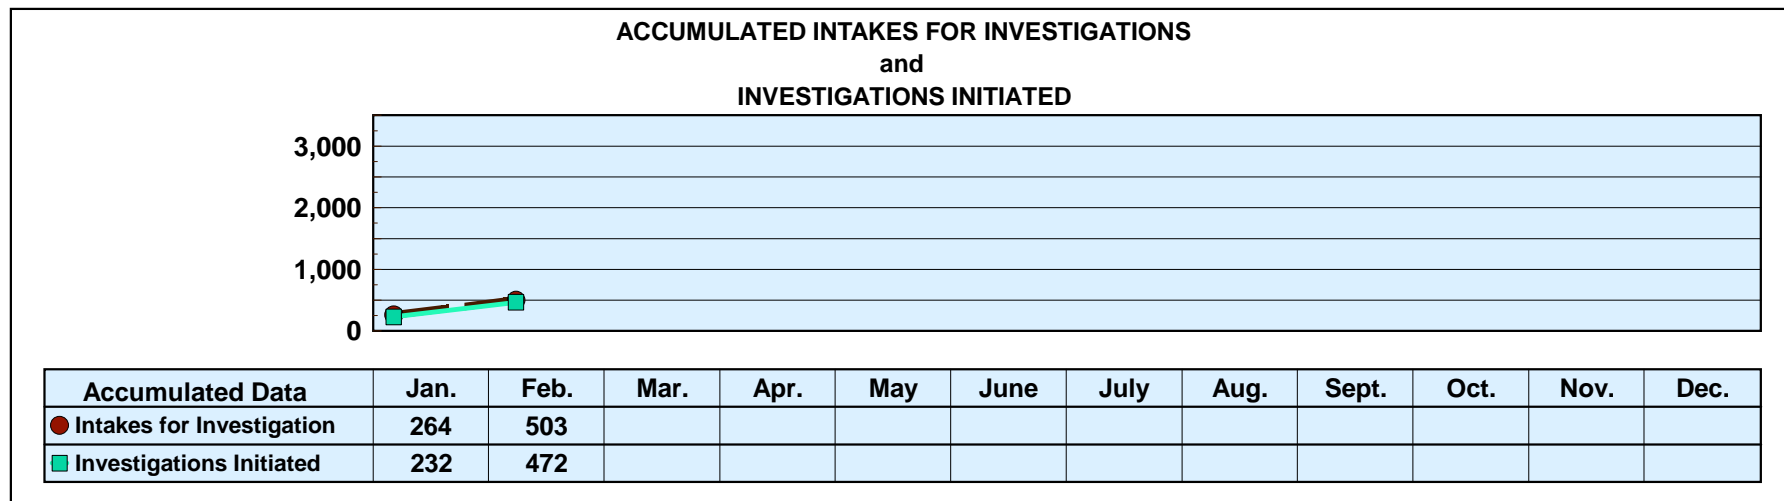 ACCUMULATED INTAKES FOR INVESTIGATIONS
and
INVESTIGATIONS INITIATED
3,000
2,000
1,000
0
Accumulated Data Jan. Feb. Mar. Apr. May June July Aug. Sept. Oct. Nov. Dec.
Intakes for Investigation 264 503
Investigations Initiated 232 472